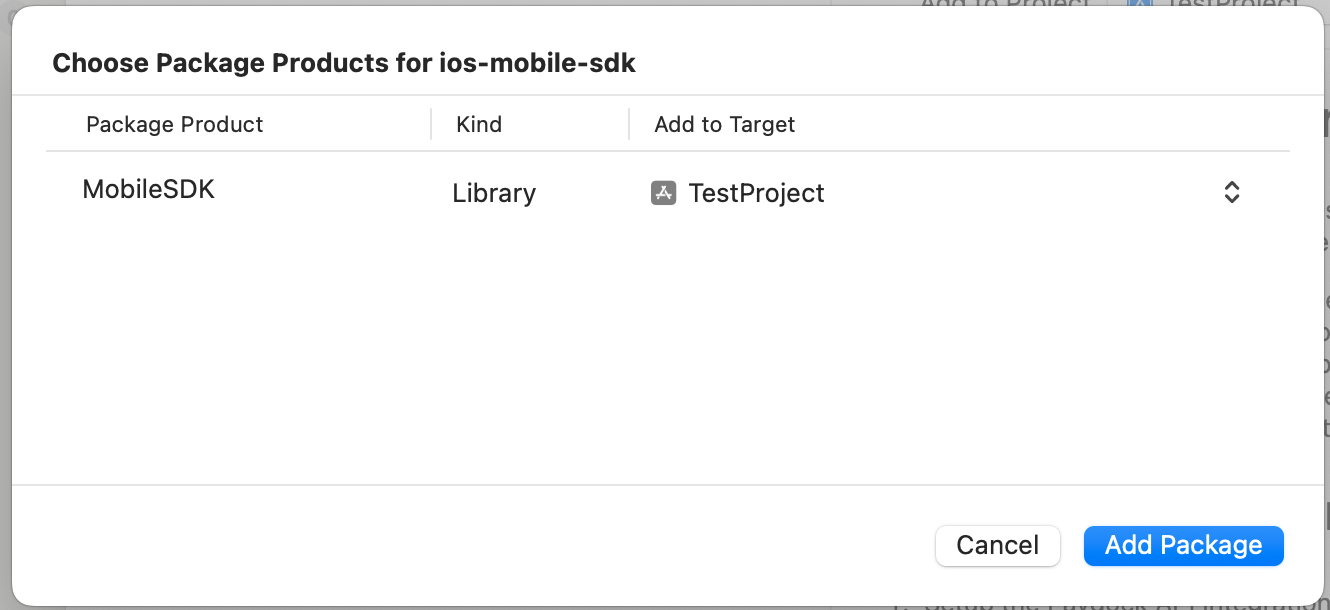 Add to Project TestProject
Choose Package Products for ios-mobile-sdk
Package Product Kind Add to Target
MobileSDK Library TestProject
Cancel Add Package